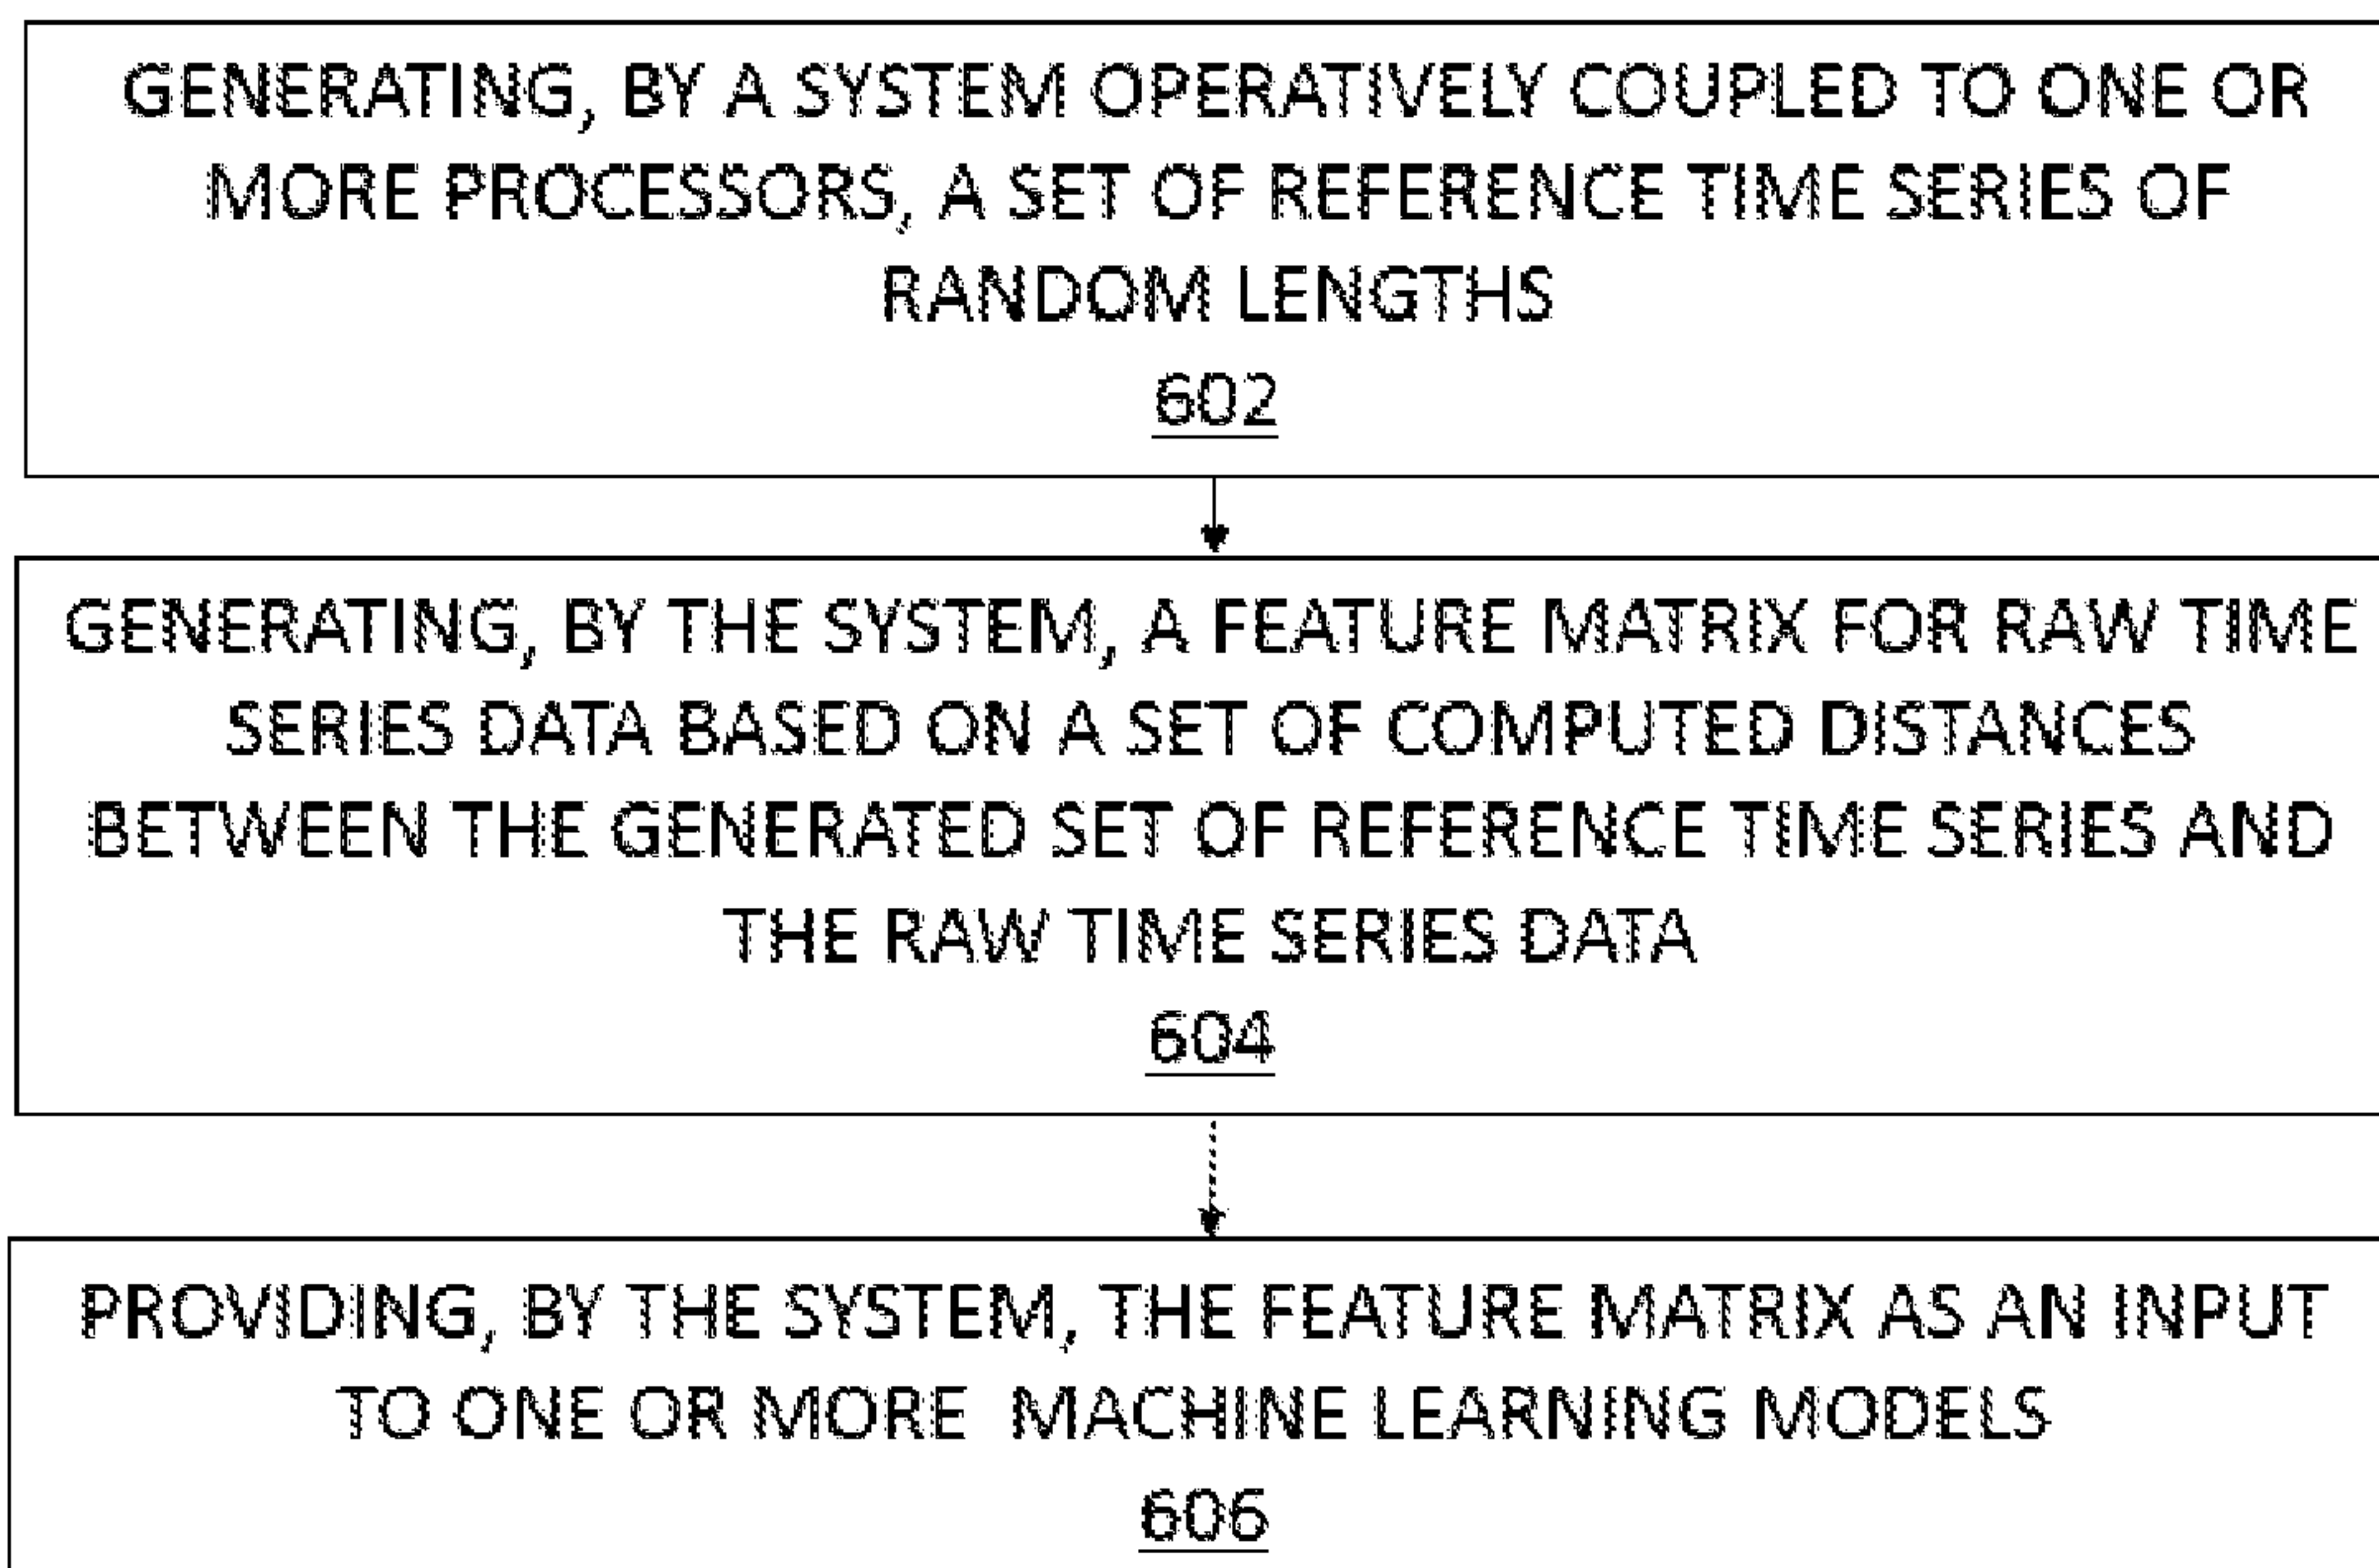 GENERATING, BY A SYSTEM OPERATIVELY COUPLED TO ONE OR
MORE PROCESSORS, A SET OF REFERENCE TIME SERIES OF
RANDOM LENGTHS
602
GENERATING, BY THE SYSTEM, A FEATURE MATRIX FOR RAW TIME
SERIES DATA BASED ON A SET OF COMPUTED DISTANCES
BETWEEN THE GENERATED SET OF REFERENCE TIME SERIES AND
THE RAW TIME SERIES DATA
604
PROVIDING, BY THE SYSTEM, THE FEATURE MATRIX AS AN INPUT
TO ONE OR MORE MACHINE LEARNING MODELS
606